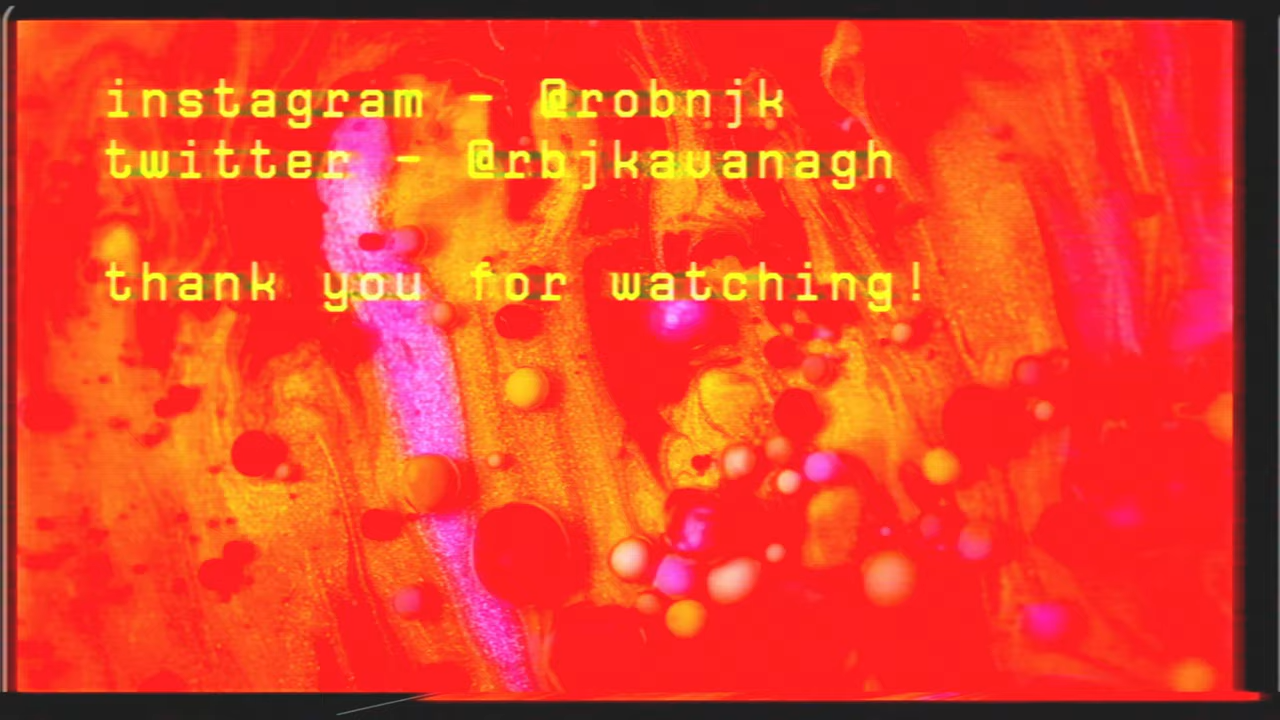 instagram - @robnjk
twitter - @rbjkavanagh
thank you for watching!